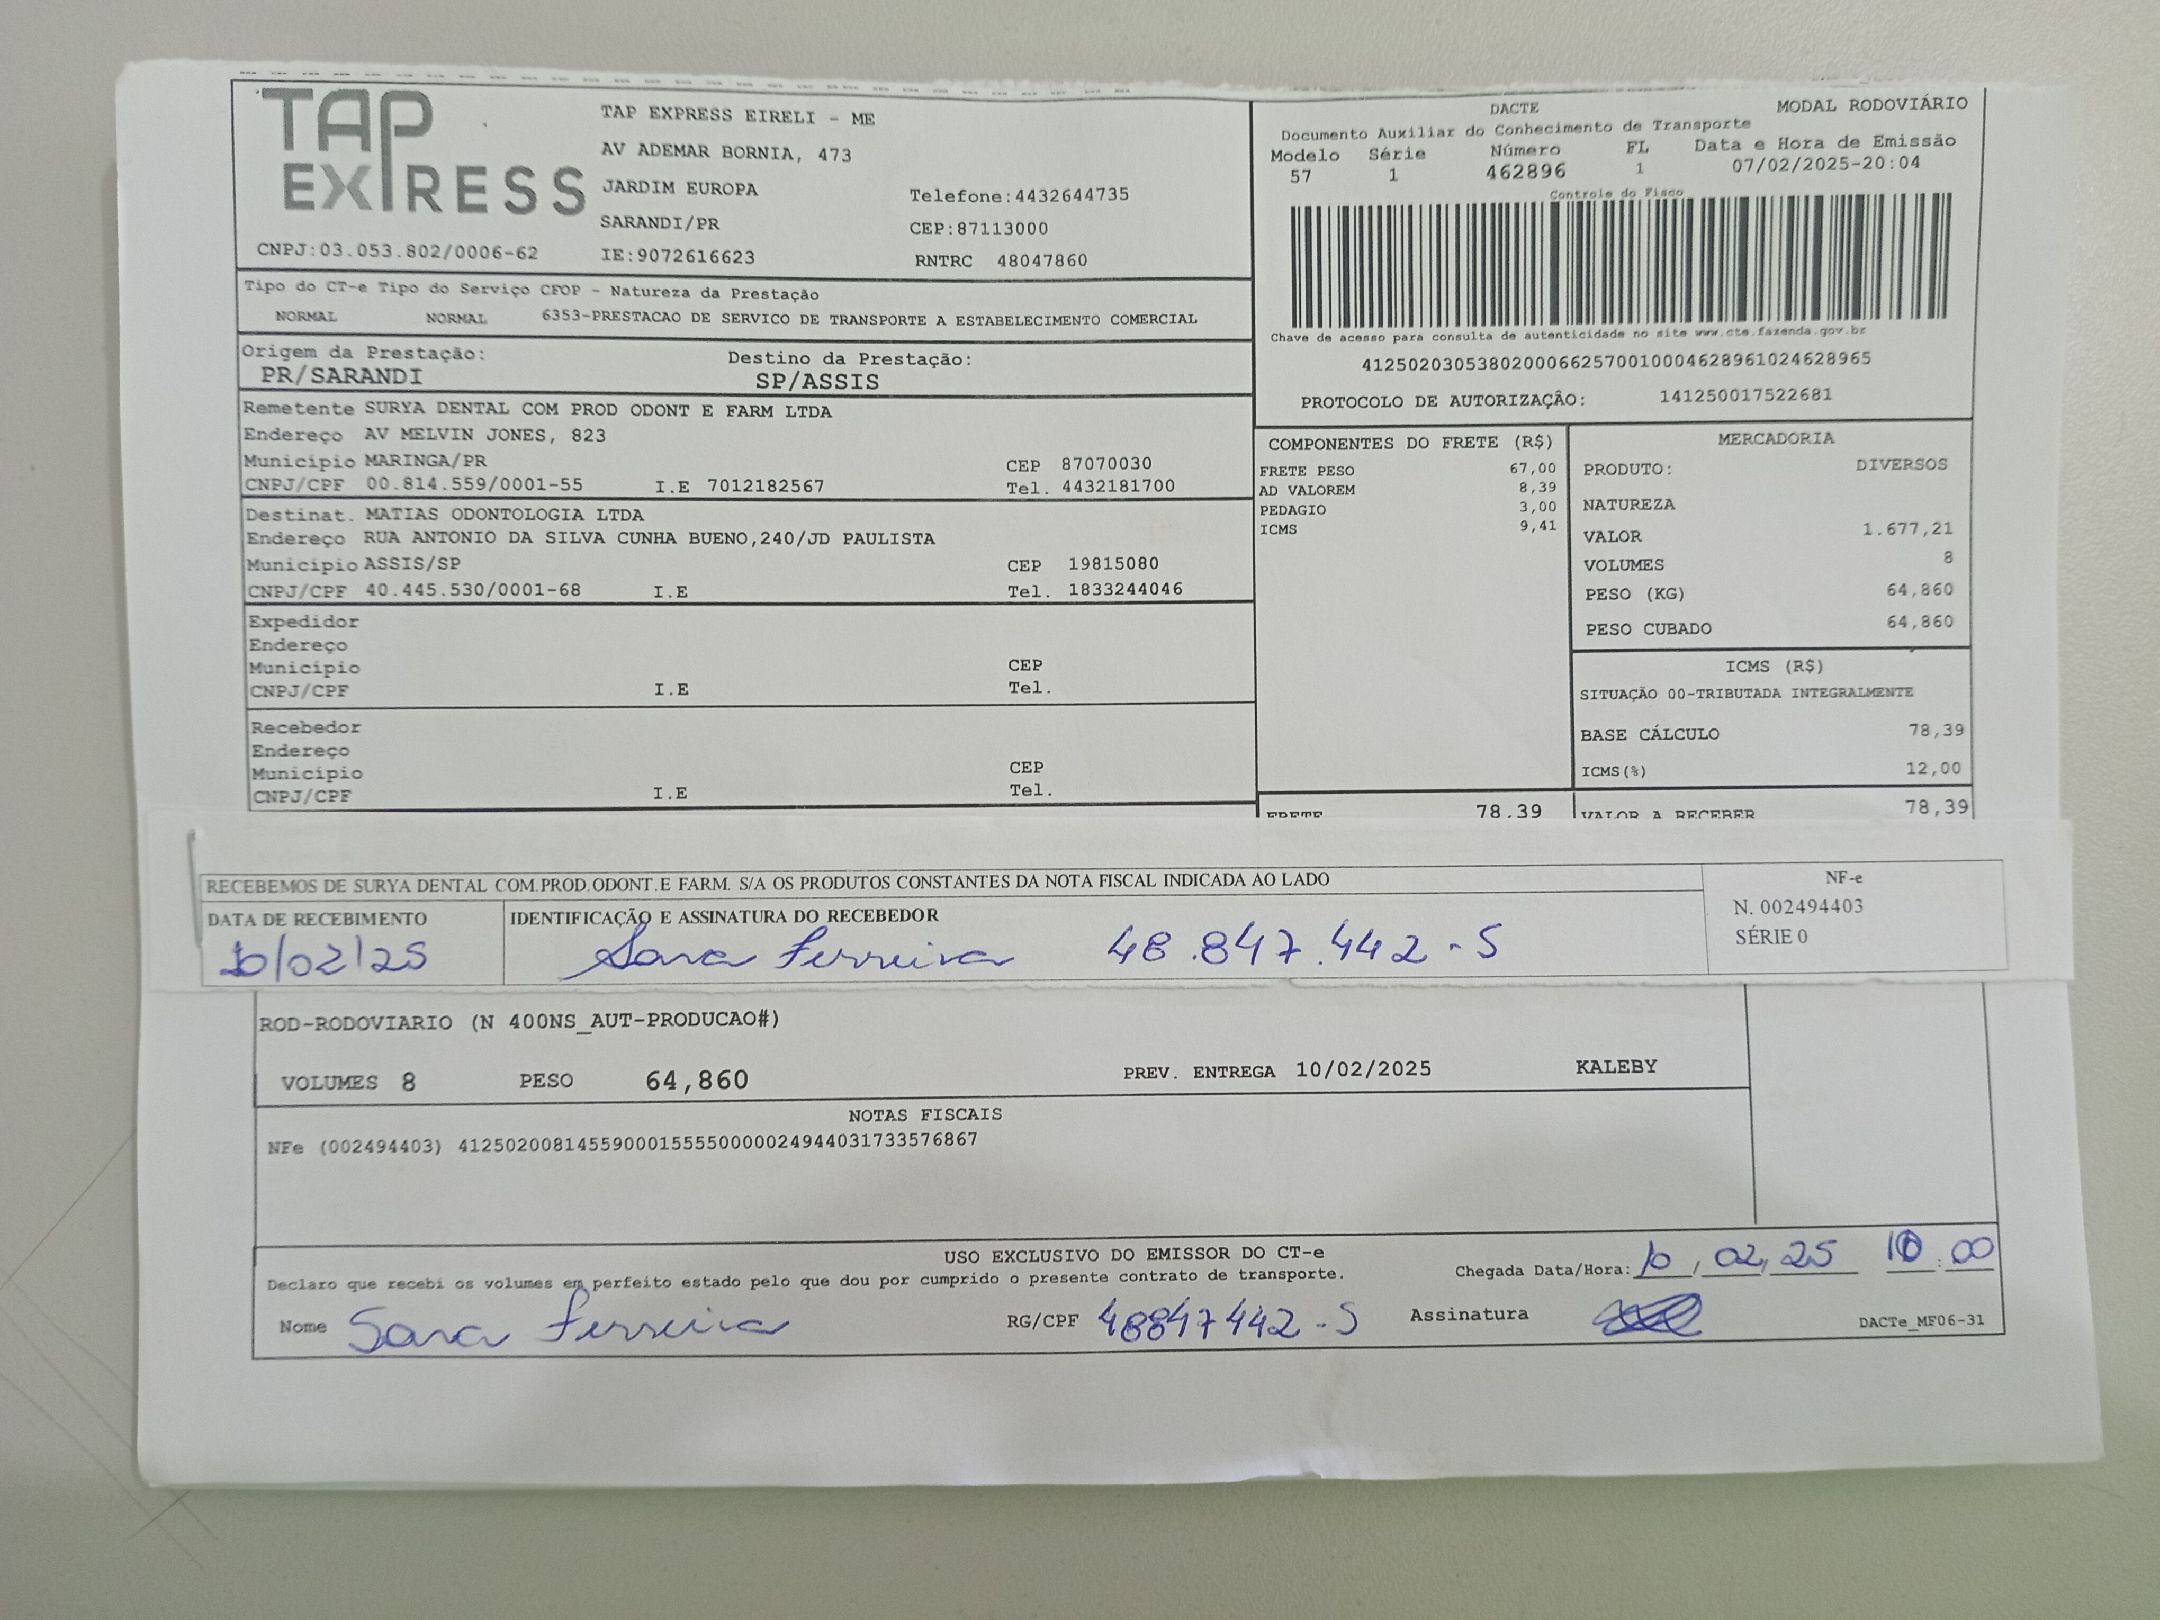 TAP EXPRESS
TAP EXPRESS EIRELI - ME
AV ADEMAR BORNIA, 473
JARDIM EUROPA Telefone:4432644735
SARANDI/PR CEP:87113000
CNPJ:03.053.802/0006-62 IE:9072616623 RNTRC 48047860
DACTE MODAL RODOVIÁRIO
Documento Auxiliar do Conhecimento de Transporte
Modelo Série Número FL Data e Hora de Emissão
57 1 462896 1 07/02/2025-20:04
Controle do Fisco
Chave de acesso para consulta de autenticidade no site www.cte.fazenda.gov.br
41250203053802000662570010004628961024628965
PROTOCOLO DE AUTORIZAÇÃO: 141250017522681
Tipo do CT-e Tipo do Serviço CFOP - Natureza da Prestação
NORMAL NORMAL 6353-PRESTACAO DE SERVICO DE TRANSPORTE A ESTABELECIMENTO COMERCIAL
Origem da Prestação: Destino da Prestação:
PR/SARANDI SP/ASSIS
Remetente SURYA DENTAL COM PROD ODONT E FARM LTDA
Endereço AV MELVIN JONES, 823
Município MARINGA/PR CEP 87070030
CNPJ/CPF 00.814.559/0001-55 I.E 7012182567 Tel. 4432181700
Destinat. MATIAS ODONTOLOGIA LTDA
Endereço RUA ANTONIO DA SILVA CUNHA BUENO,240/JD PAULISTA
Município ASSIS/SP CEP 19815080
CNPJ/CPF 40.445.530/0001-68 I.E Tel. 1833244046
Expedidor
Endereço
Município CEP
CNPJ/CPF I.E Tel.
Recebedor
Endereço
Município CEP
CNPJ/CPF I.E Tel.
COMPONENTES DO FRETE (R$)
FRETE PESO 67,00
AD VALOREM 8,39
PEDAGIO 3,00
ICMS 9,41
MERCADORIA
PRODUTO: DIVERSOS
NATUREZA
VALOR 1.677,21
VOLUMES 8
PESO (KG) 64,860
PESO CUBADO 64,860
ICMS (R$)
SITUAÇÃO 00-TRIBUTADA INTEGRALMENTE
BASE CÁLCULO 78,39
ICMS(%) 12,00
FRETE 78,39 VALOR A RECEBER 78,39
RECEBEMOS DE SURYA DENTAL COM.PROD.ODONT.E FARM. S/A OS PRODUTOS CONSTANTES DA NOTA FISCAL INDICADA AO LADO
DATA DE RECEBIMENTO IDENTIFICAÇÃO E ASSINATURA DO RECEBEDOR
10/02/25 Sara Ferreira 48.847.442-5
NF-e
N. 002494403
SÉRIE 0
ROD-RODOVIARIO (N 400NS_AUT-PRODUCAO#)
VOLUMES 8 PESO 64,860 PREV. ENTREGA 10/02/2025 KALEBY
NOTAS FISCAIS
NFe (002494403) 41250200814559000155550000024944031733576867
USO EXCLUSIVO DO EMISSOR DO CT-e
Declaro que recebi os volumes em perfeito estado pelo que dou por cumprido o presente contrato de transporte.
Chegada Data/Hora: 10/02/25 10:00
Nome Sara Ferreira RG/CPF 48847442-5 Assinatura
DACTe_MF06-31